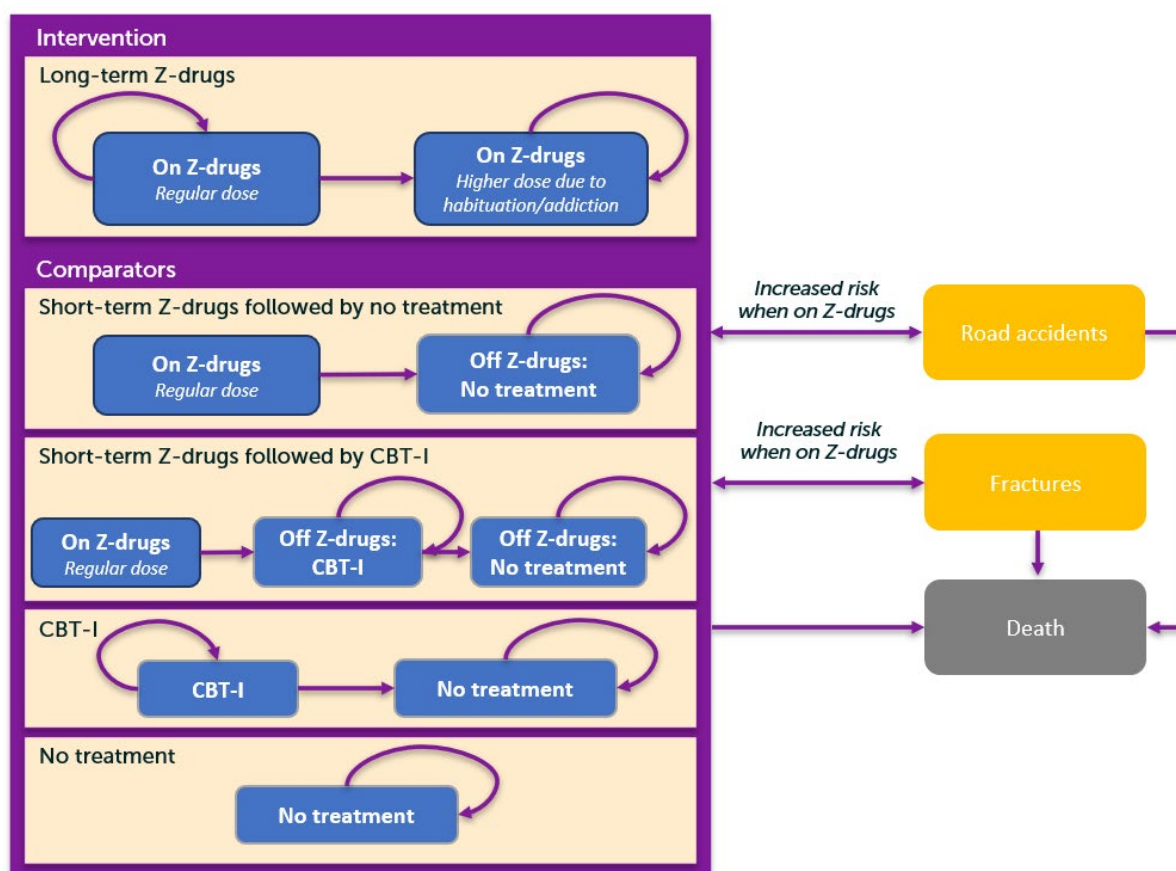 Intervention
Long-term Z-drugs
On Z-drugs
Regular dose
On Z-drugs
Higher dose due to
habituation/addiction
Comparators
Short-term Z-drugs followed by no treatment
On Z-drugs
Regular dose
Off Z-drugs:
No treatment
Short-term Z-drugs followed by CBT-I
On Z-drugs
Regular dose
Off Z-drugs:
CBT-I
Off Z-drugs:
No treatment
CBT-I
CBT-I
No treatment
No treatment
No treatment
Increased risk
when on Z-drugs
Road accidents
Increased risk
when on Z-drugs
Fractures
Death